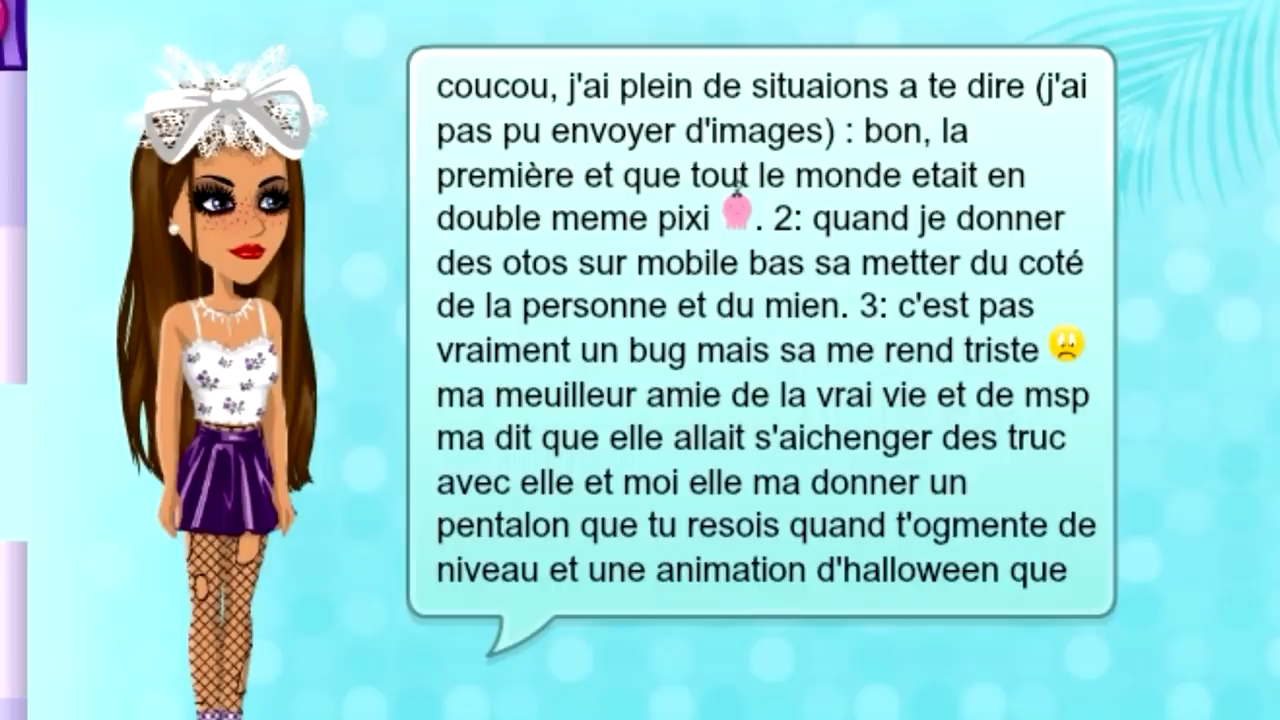 coucou, j'ai plein de situaions a te dire (j'ai
pas pu envoyer d'images) : bon, la
première et que tout le monde etait en
double meme pixi . 2: quand je donner
des otos sur mobile bas sa metter du coté
de la personne et du mien. 3: c'est pas
vraiment un bug mais sa me rend triste
ma meuilleur amie de la vrai vie et de msp
ma dit que elle allait s'aichenger des truc
avec elle et moi elle ma donner un
pentalon que tu resois quand t'ogmente de
niveau et une animation d'halloween que